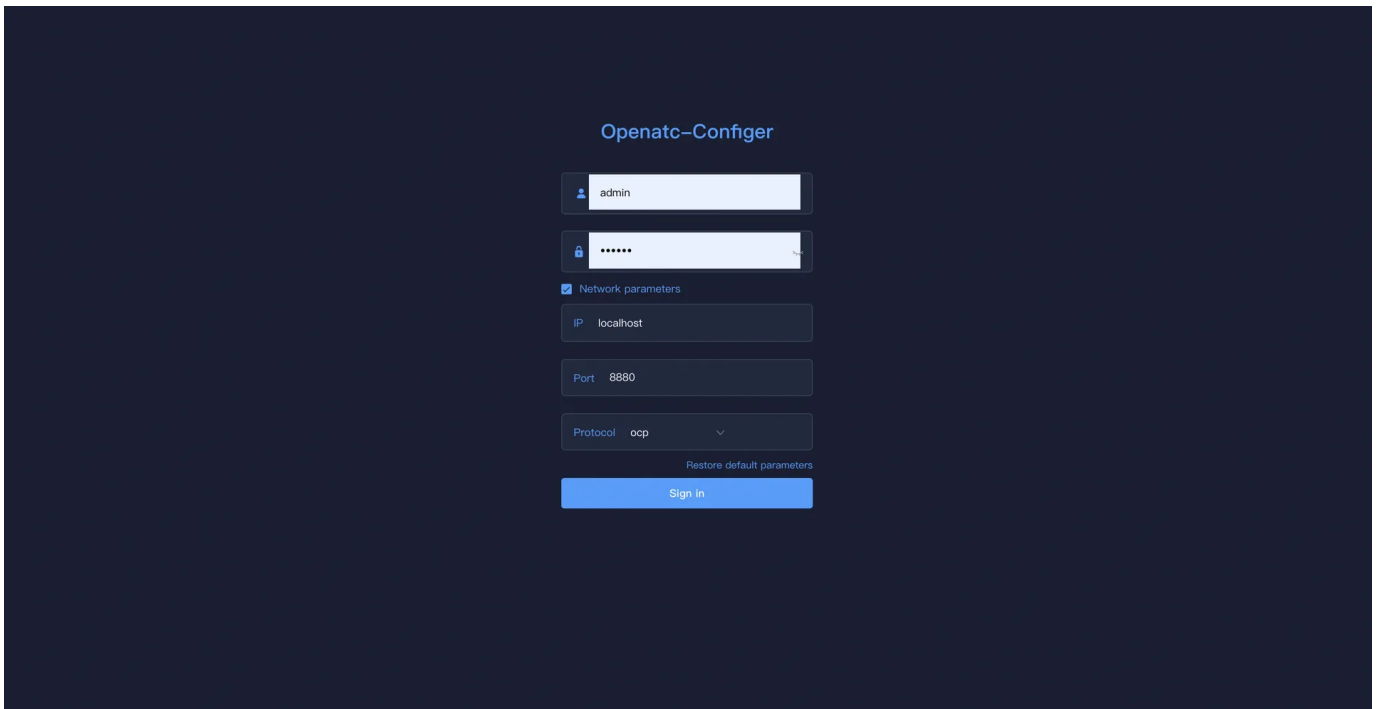 Openatc-Configer
admin
••••••
Network parameters
IP localhost
Port 8880
Protocol ocp
Restore default parameters
Sign in